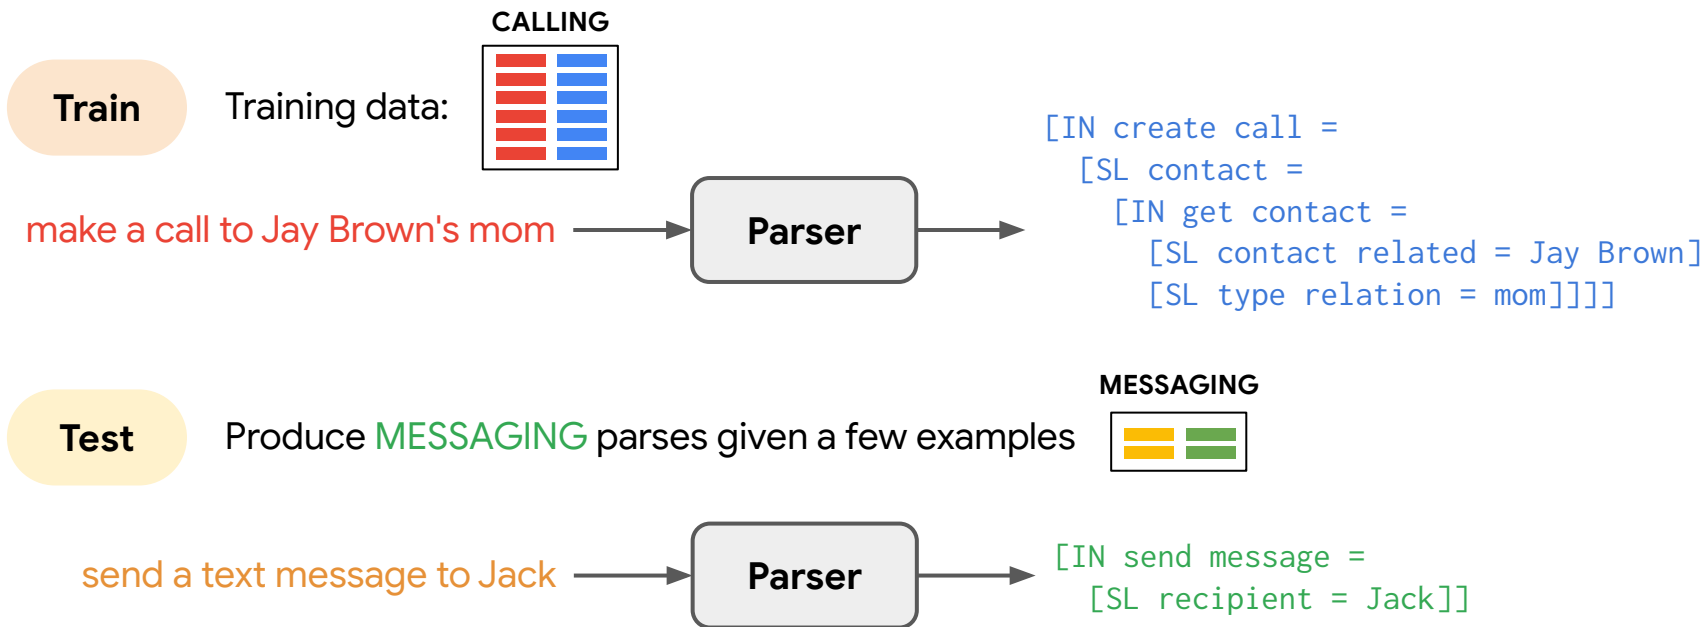 CALLING
Train
Training data:
make a call to Jay Brown's mom
Parser
[IN create call =
[SL contact =
[IN get contact =
[SL contact related = Jay Brown]
[SL type relation = mom]]]]
Test
Produce MESSAGING parses given a few examples
MESSAGING
send a text message to Jack
Parser
[IN send message =
[SL recipient = Jack]]